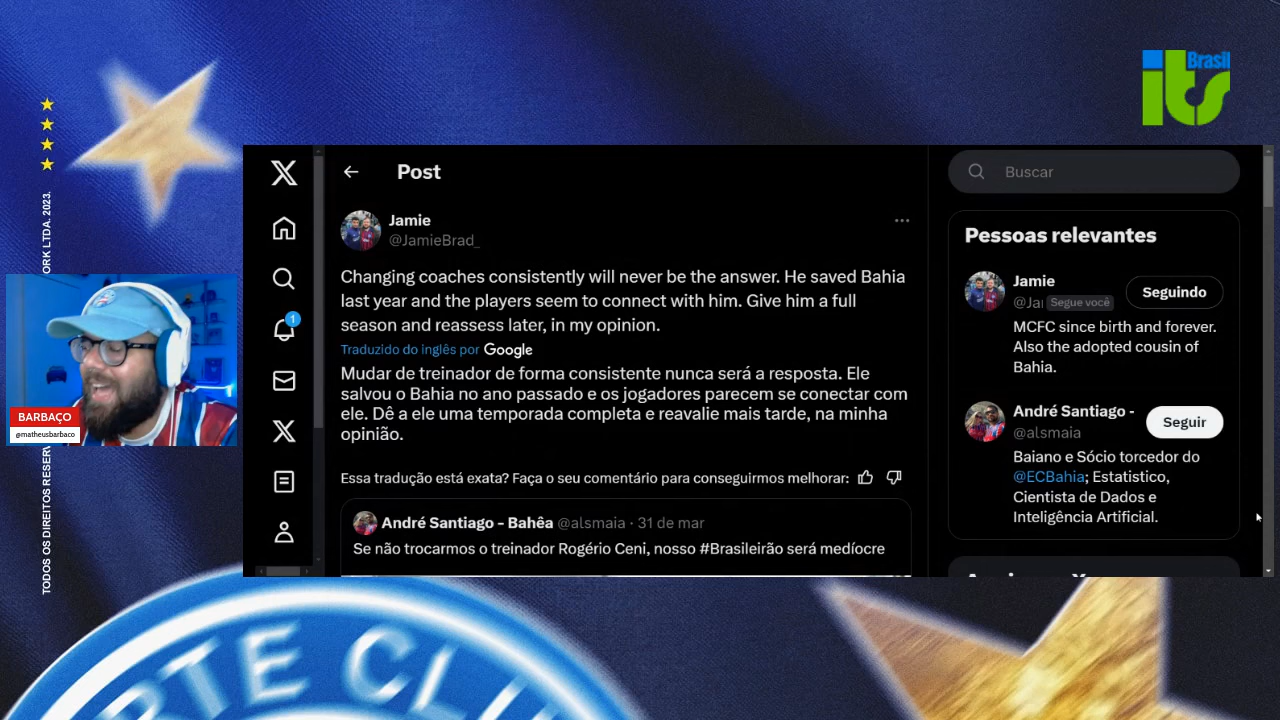 Brasil
its
TODOS OS DIREITOS RESERV
ORK LTDA. 2023.
BARBAÇO
@matheusbarbaco
Post
Jamie
@JamieBrad_
Changing coaches consistently will never be the answer. He saved Bahia
last year and the players seem to connect with him. Give him a full
season and reassess later, in my opinion.
Traduzido do inglês por Google
Mudar de treinador de forma consistente nunca será a resposta. Ele
salvou o Bahia no ano passado e os jogadores parecem se conectar com
ele. Dê a ele uma temporada completa e reavalie mais tarde, na minha
opinião.
Essa tradução está exata? Faça o seu comentário para conseguirmos melhorar:
André Santiago - Bahêa @alsmaia · 31 de mar
Se não trocarmos o treinador Rogério Ceni, nosso #Brasileirão será medíocre
1
Buscar
Pessoas relevantes
Jamie
@Jai Segue você
Seguindo
MCFC since birth and forever.
Also the adopted cousin of
Bahia.
André Santiago -
@alsmaia
Seguir
Baiano e Sócio torcedor do
@ECBahia; Estatistico,
Cientista de Dados e
Inteligência Artificial.
RTE CL